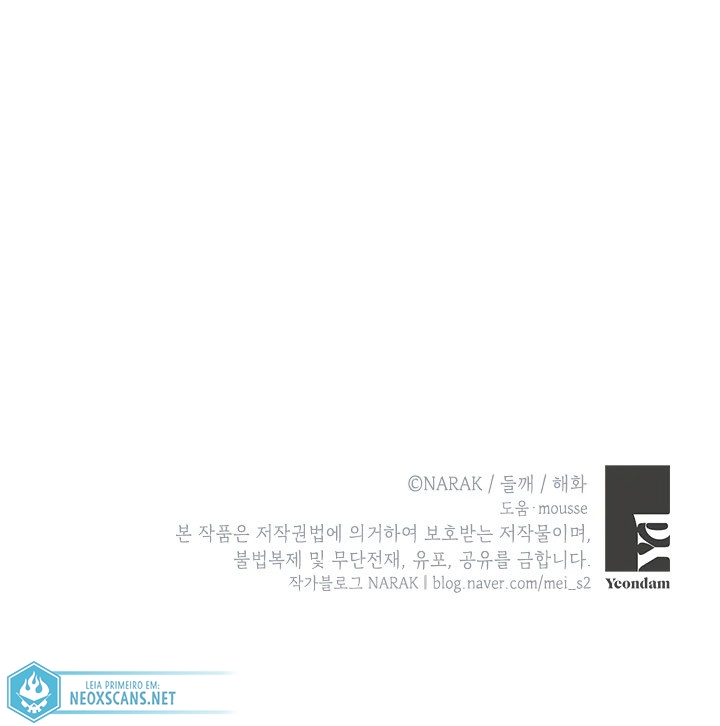 ©NARAK / 들깨 / 해화
도움·mousse
본 작품은 저작권법에 의거하여 보호받는 저작물이며,
불법복제 및 무단전재, 유포, 공유를 금합니다.
작가블로그 NARAK | blog.naver.com/mei_s2
Yd
Yeondam
LEIA PRIMEIRO EM:
NEOXSCANS.NET